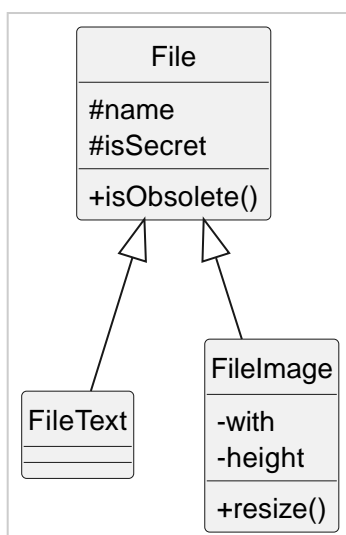 File
#name
#isSecret
+isObsolete()
FileText
FileImage
-with
-height
+resize()